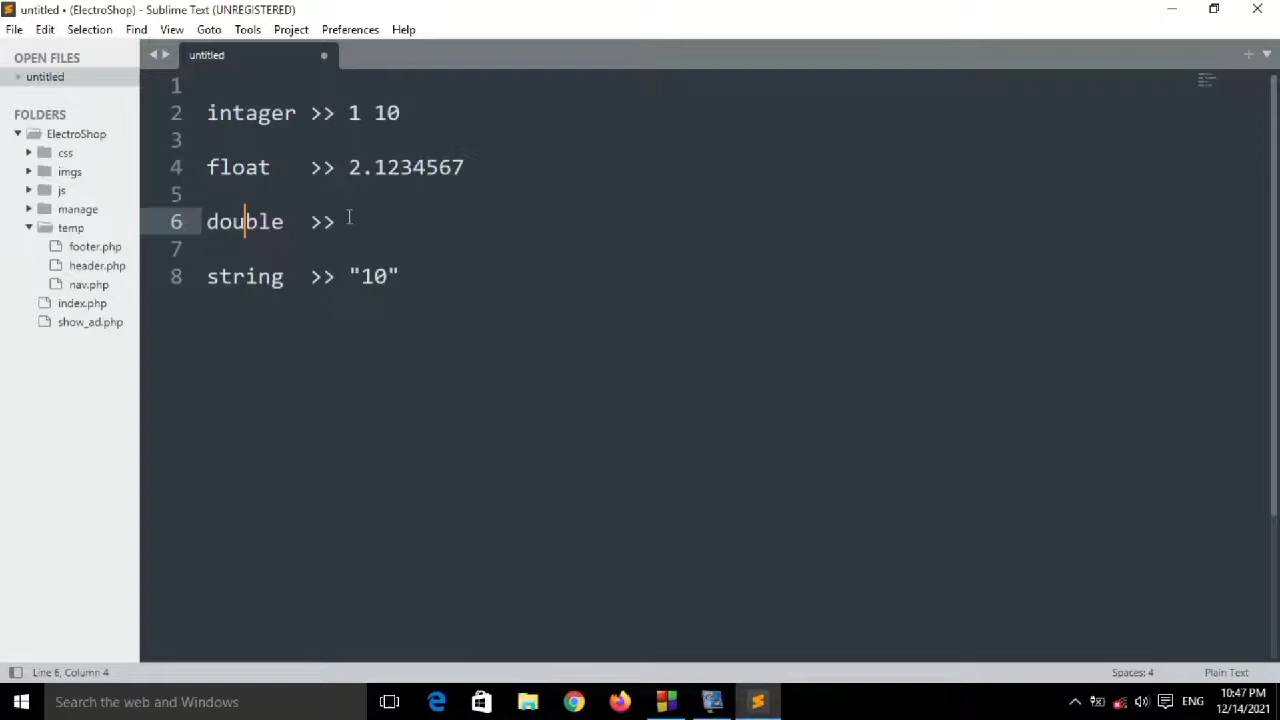 untitled • (ElectroShop) - Sublime Text (UNREGISTERED)
File Edit Selection Find View Goto Tools Project Preferences Help
OPEN FILES
untitled
FOLDERS
ElectroShop
css
imgs
js
manage
temp
footer.php
header.php
nav.php
index.php
show_ad.php
untitled
1
2 intager >> 1 10
3
4 float >> 2.1234567
5
6 double >>
7
8 string >> "10"
Line 6, Column 4 Spaces: 4 Plain Text
Search the web and Windows
ENG
10:47 PM
12/14/2021